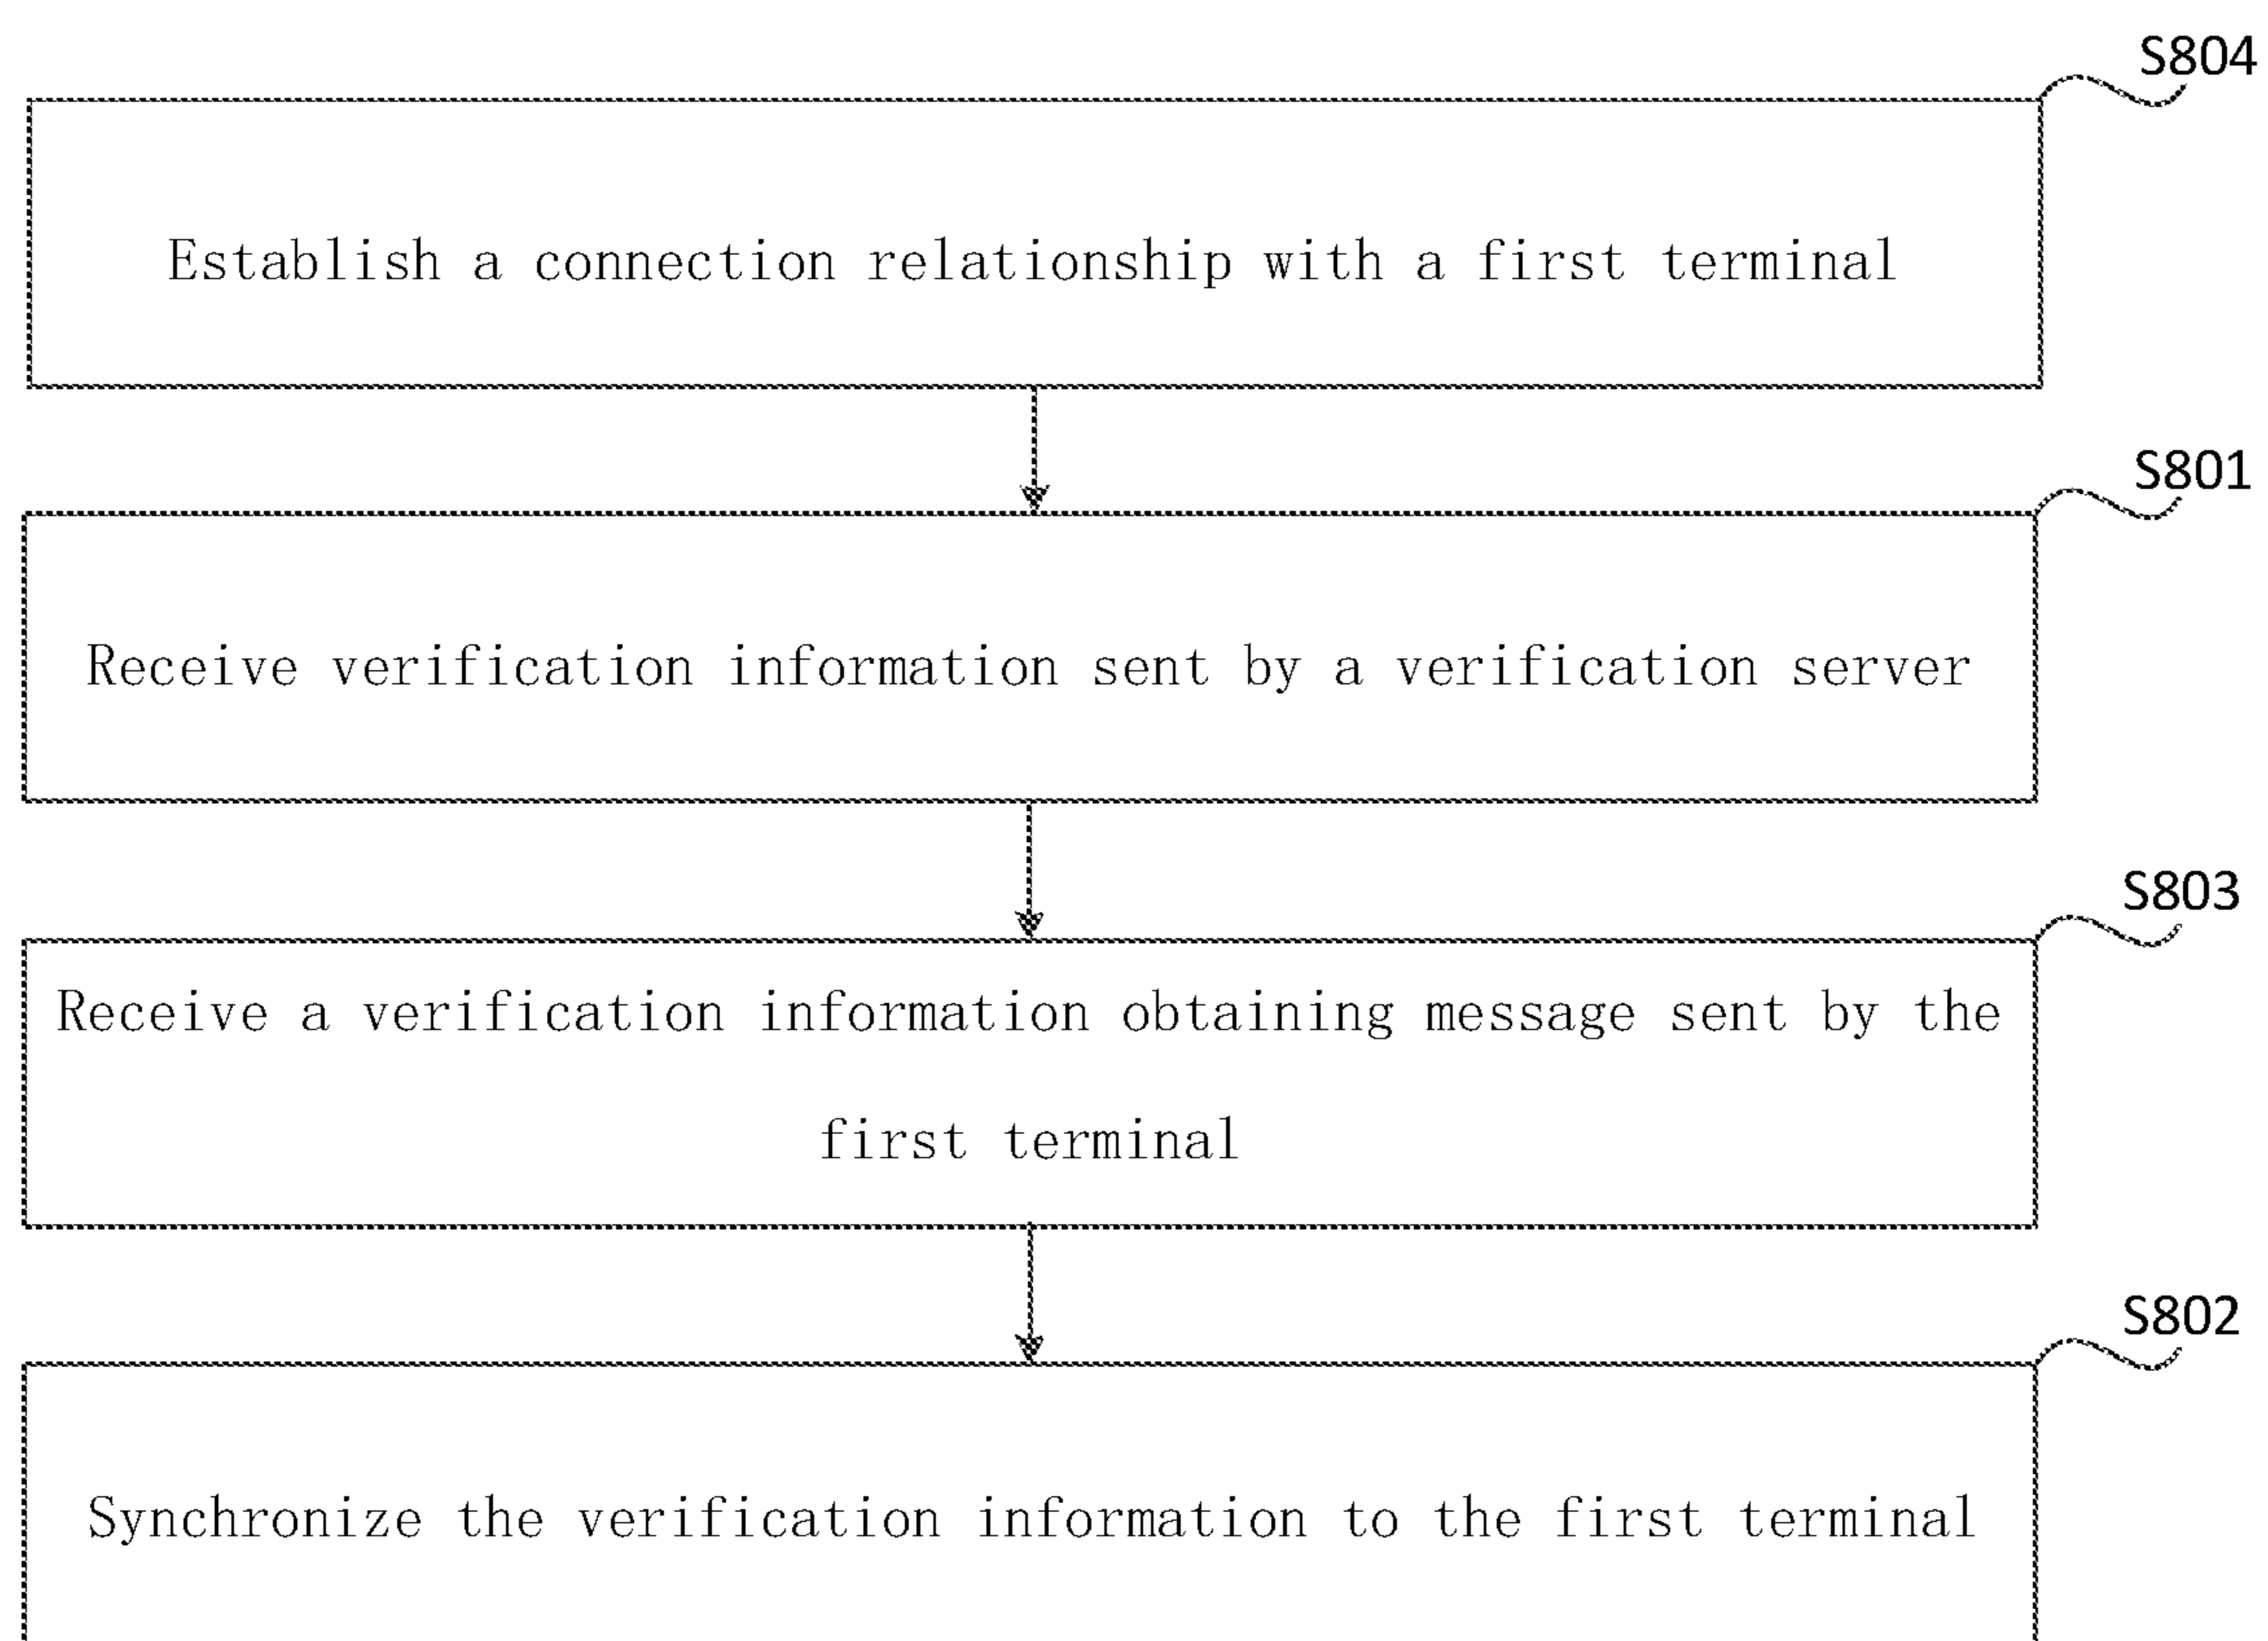 S804
Establish a connection relationship with a first terminal
S801
Receive verification information sent by a verification server
S803
Receive a verification information obtaining message sent by the
first terminal
S802
Synchronize the verification information to the first terminal